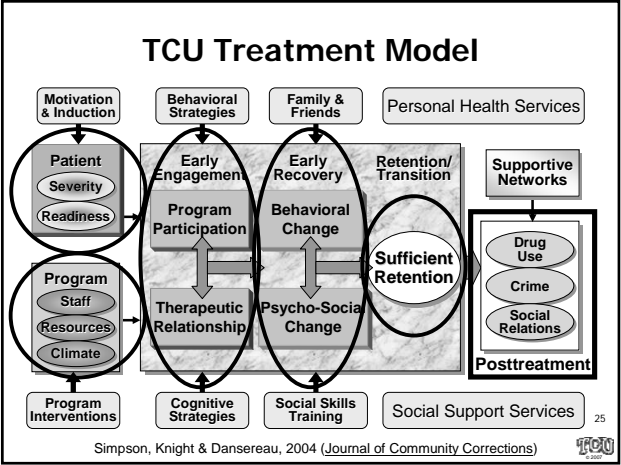 TCU Treatment Model
Motivation
& Induction
Behavioral
Strategies
Family &
Friends
Personal Health Services
Patient
Severity
Readiness
Early
Engagement
Early
Recovery
Retention/
Transition
Supportive
Networks
Program
Participation
Behavioral
Change
Sufficient
Retention
Drug
Use
Crime
Social
Relations
Posttreatment
Program
Staff
Resources
Climate
Therapeutic
Relationship
Psycho-Social
Change
Program
Interventions
Cognitive
Strategies
Social Skills
Training
Social Support Services
25
Simpson, Knight & Dansereau, 2004 (Journal of Community Corrections)
TCU
© 2007